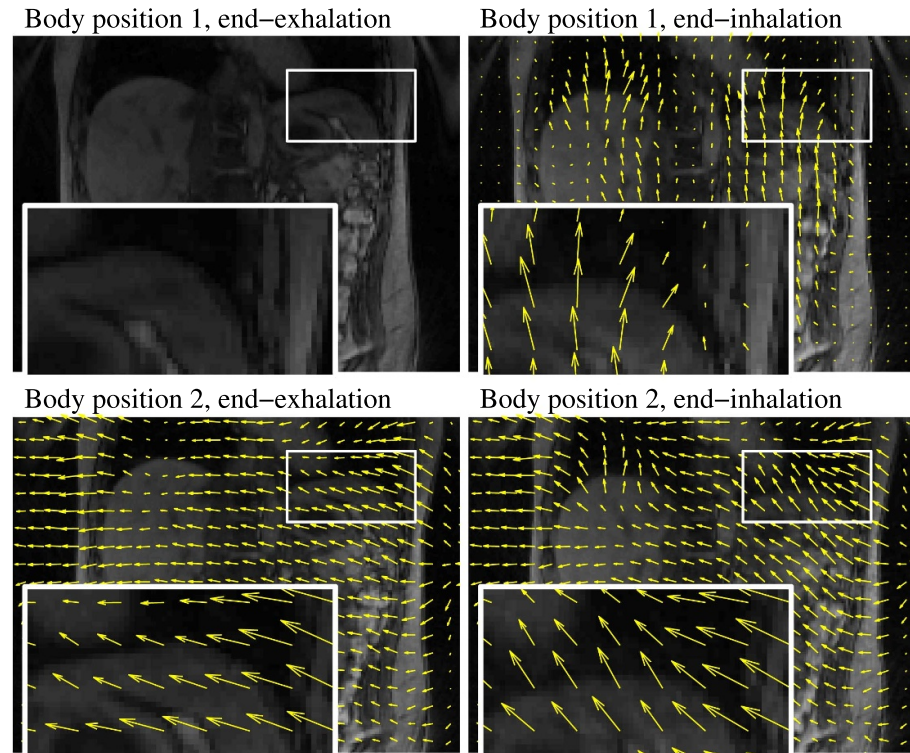 Body position 1, end−exhalation
Body position 1, end−inhalation
Body position 2, end−exhalation
Body position 2, end−inhalation